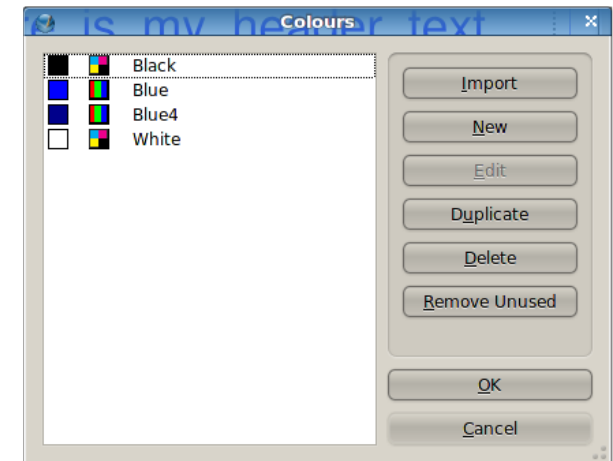 Colours
is my header text
Black
Blue
Blue4
White
Import
New
Edit
Duplicate
Delete
Remove Unused
OK
Cancel